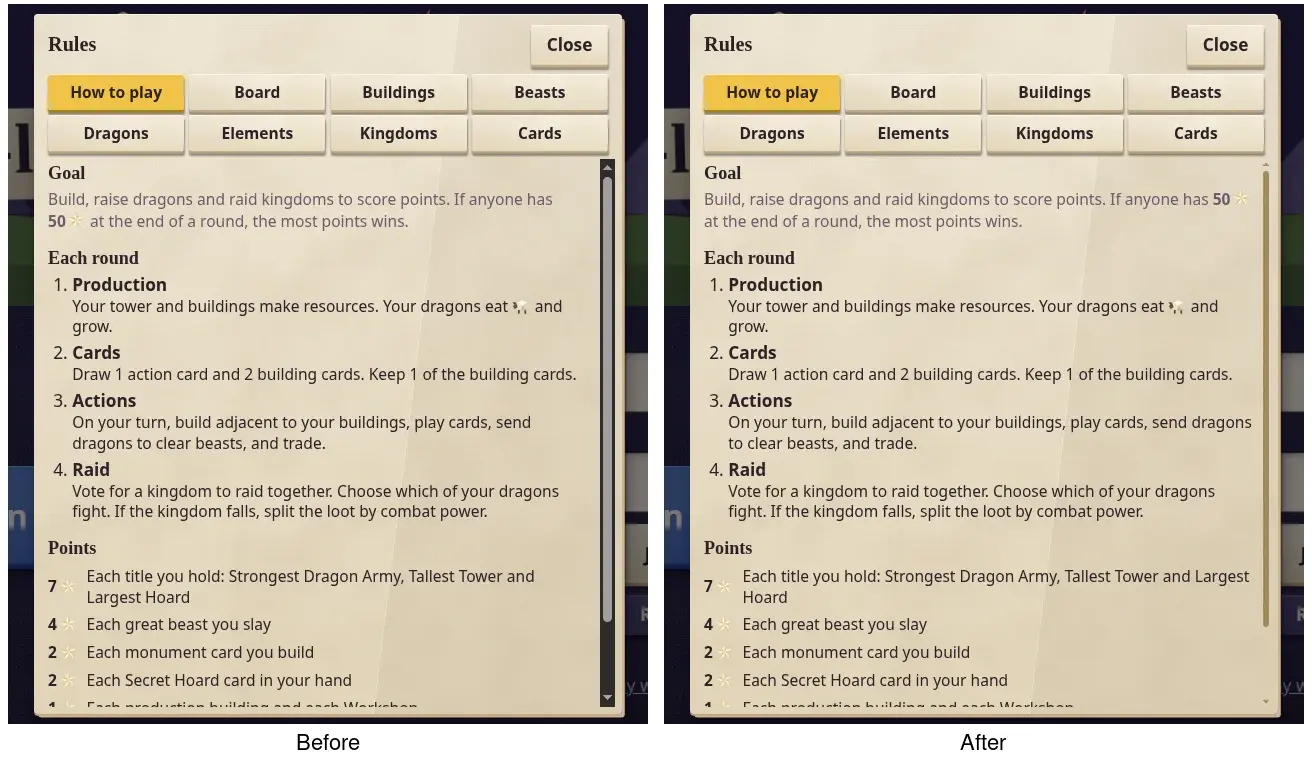 Rules
Close
How to play
Board
Buildings
Beasts
Dragons
Elements
Kingdoms
Cards
Goal
Build, raise dragons and raid kingdoms to score points. If anyone has
50 at the end of a round, the most points wins.
Each round
1. Production
Your tower and buildings make resources. Your dragons eat and
grow.
2. Cards
Draw 1 action card and 2 building cards. Keep 1 of the building cards.
3. Actions
On your turn, build adjacent to your buildings, play cards, send
dragons to clear beasts, and trade.
4. Raid
Vote for a kingdom to raid together. Choose which of your dragons
fight. If the kingdom falls, split the loot by combat power.
Points
7 Each title you hold: Strongest Dragon Army, Tallest Tower and
Largest Hoard
4 Each great beast you slay
2 Each monument card you build
2 Each Secret Hoard card in your hand
1 Each production building and each Workshop
Before
Rules
Close
How to play
Board
Buildings
Beasts
Dragons
Elements
Kingdoms
Cards
Goal
Build, raise dragons and raid kingdoms to score points. If anyone has 50
at the end of a round, the most points wins.
Each round
1. Production
Your tower and buildings make resources. Your dragons eat and
grow.
2. Cards
Draw 1 action card and 2 building cards. Keep 1 of the building cards.
3. Actions
On your turn, build adjacent to your buildings, play cards, send dragons
to clear beasts, and trade.
4. Raid
Vote for a kingdom to raid together. Choose which of your dragons
fight. If the kingdom falls, split the loot by combat power.
Points
7 Each title you hold: Strongest Dragon Army, Tallest Tower and Largest
Hoard
4 Each great beast you slay
2 Each monument card you build
2 Each Secret Hoard card in your hand
1 Each production building and each Workshop
After